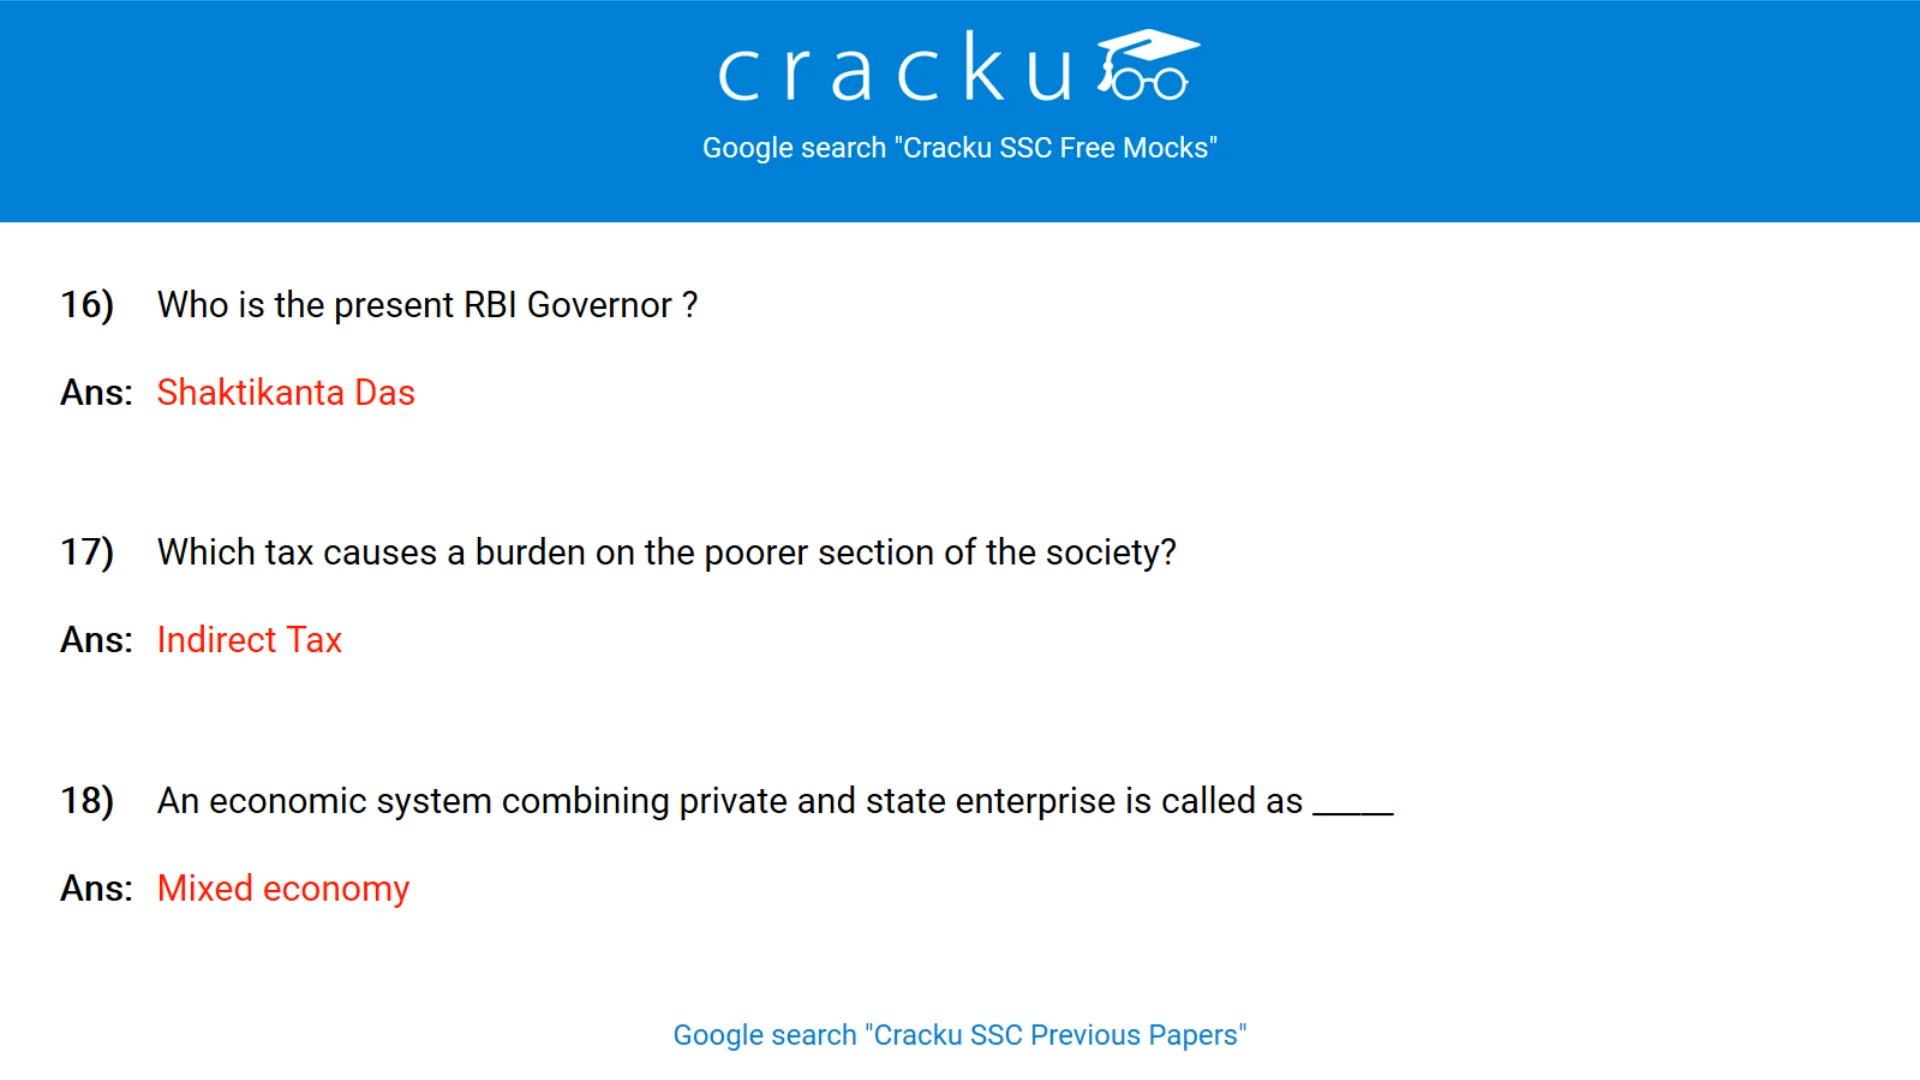 cracku
Google search "Cracku SSC Free Mocks"
16) Who is the present RBI Governor ?
Ans: Shaktikanta Das
17) Which tax causes a burden on the poorer section of the society?
Ans: Indirect Tax
18) An economic system combining private and state enterprise is called as _____
Ans: Mixed economy
Google search "Cracku SSC Previous Papers"